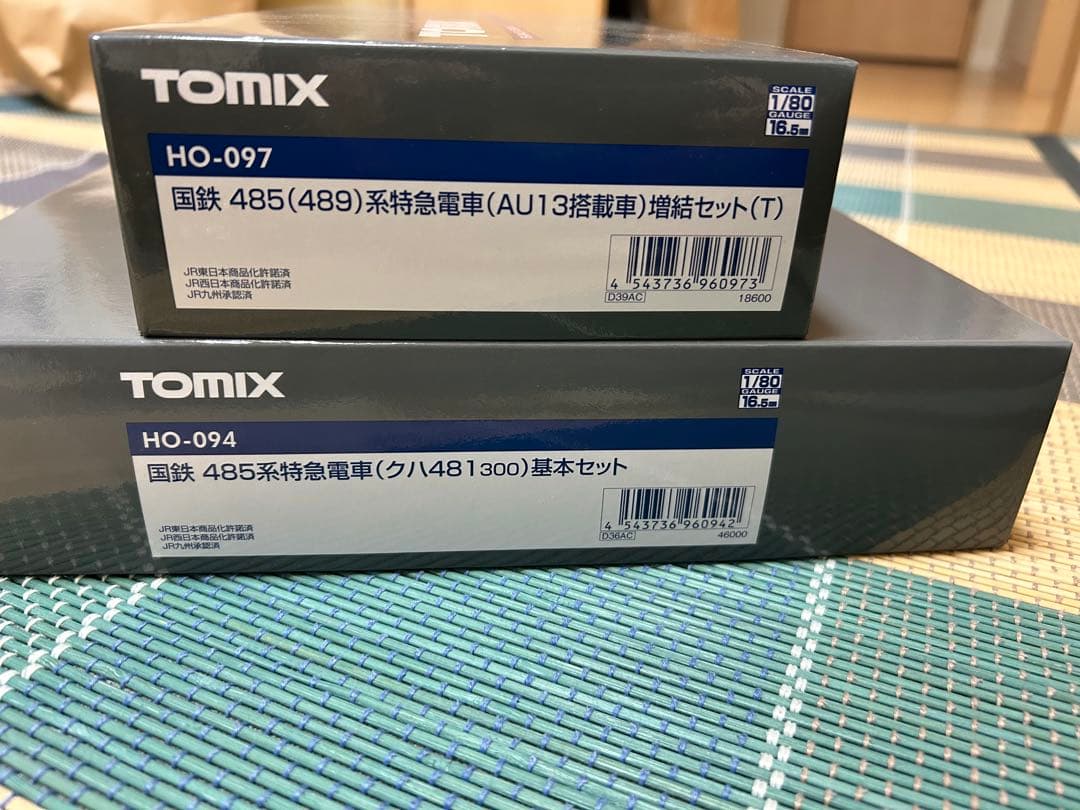 TOMIX
SCALE
1/80
GAUGE
16.5mm
HO-097
国鉄 485(489)系特急電車(AU13搭載車)増結セット(T)
JR東日本商品化許諾済
JR西日本商品化許諾済
JR九州承認済
4 543736 960973
D39AC
18600
TOMIX
SCALE
1/80
GAUGE
16.5mm
HO-094
国鉄 485系特急電車(クハ481300)基本セット
JR東日本商品化許諾済
JR西日本商品化許諾済
JR九州承認済
4 543736 960942
D36AC
46000